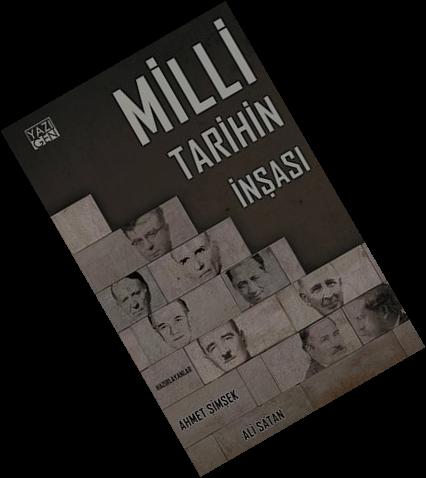 YAZI
GEN
MİLLİ
TARİHİN
İNŞASI
HAZIRLAYANLAR
AHMET ŞİMŞEK
ALİ SATAN